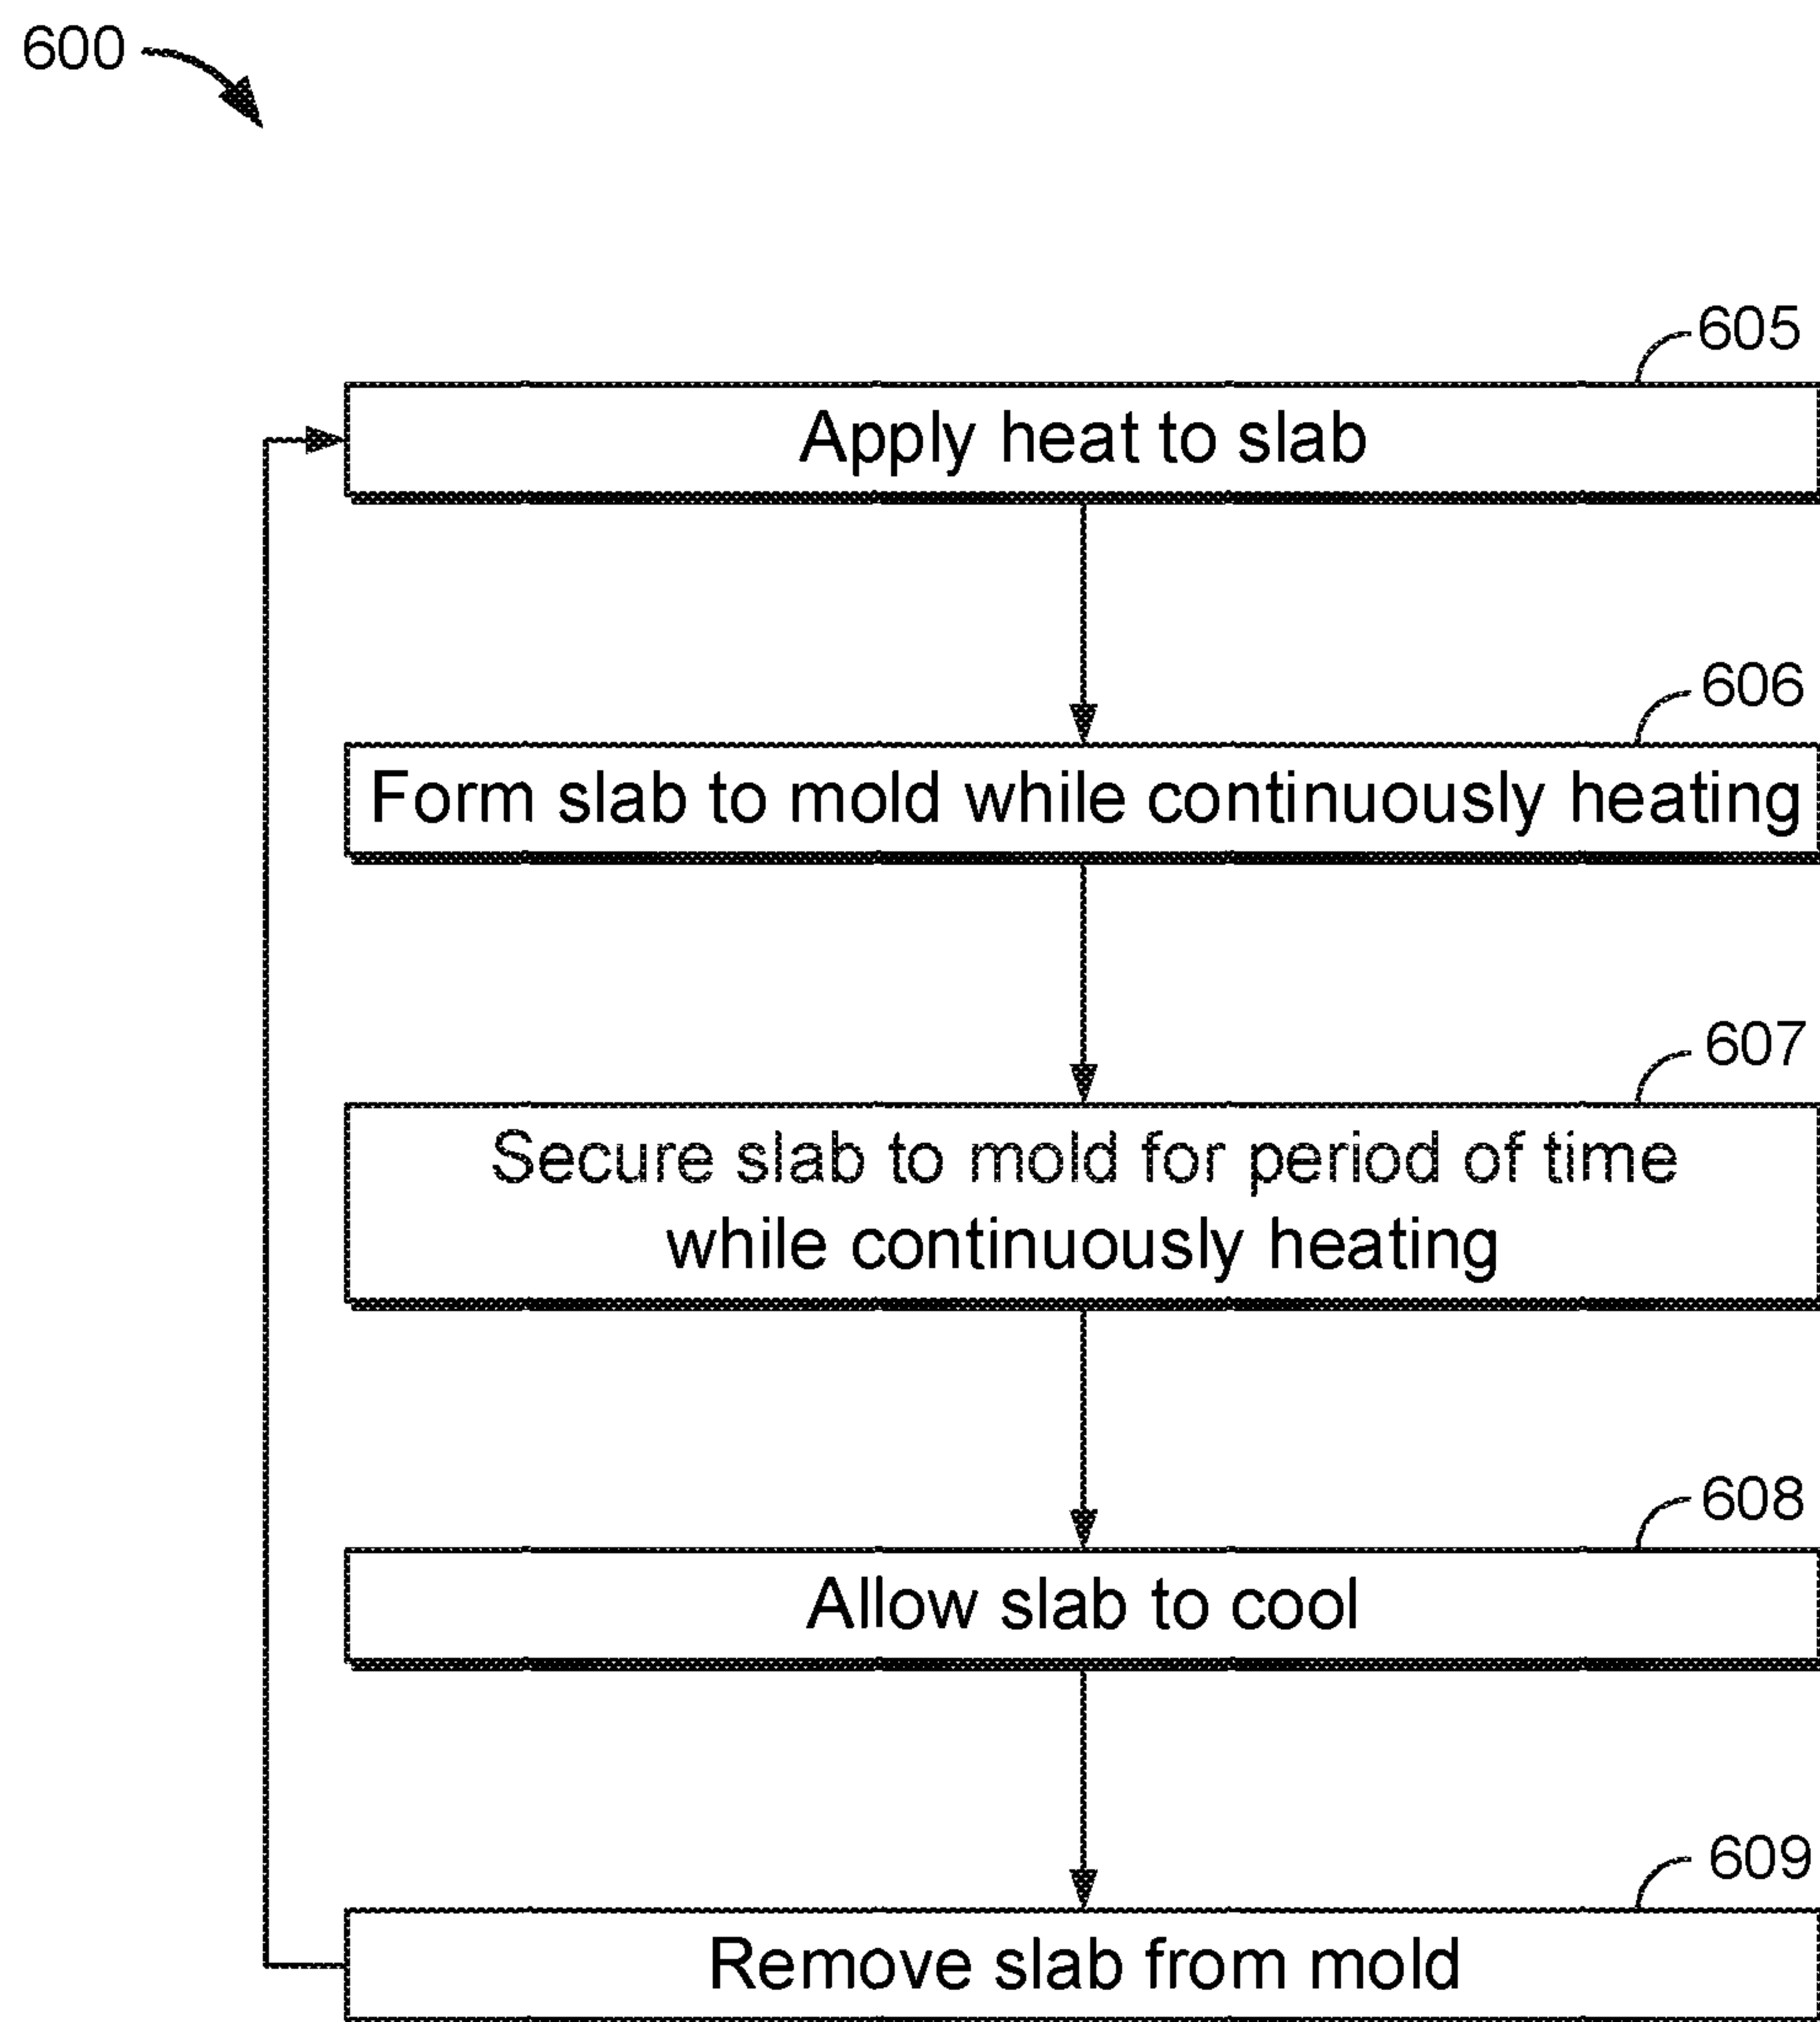 600
605
Apply heat to slab
606
Form slab to mold while continuously heating
607
Secure slab to mold for period of time
while continuously heating
608
Allow slab to cool
609
Remove slab from mold